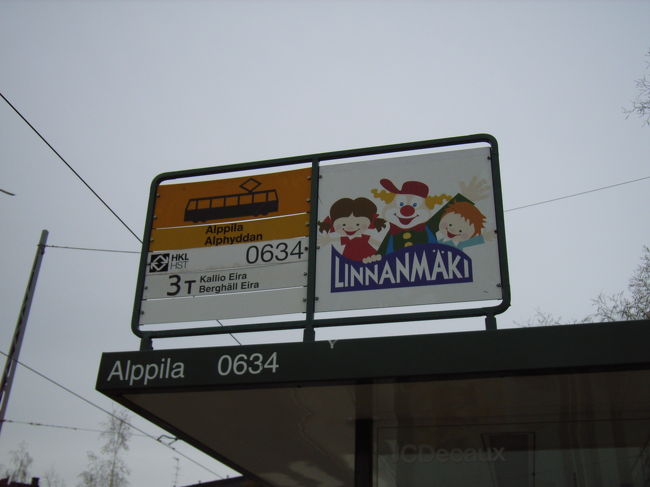 Alppila
Alphyddan
HKL
HST
0634
3T
Kallio Eira
Berghäll Eira
LINNANMÄKI
Alppila 0634
JCDecaux